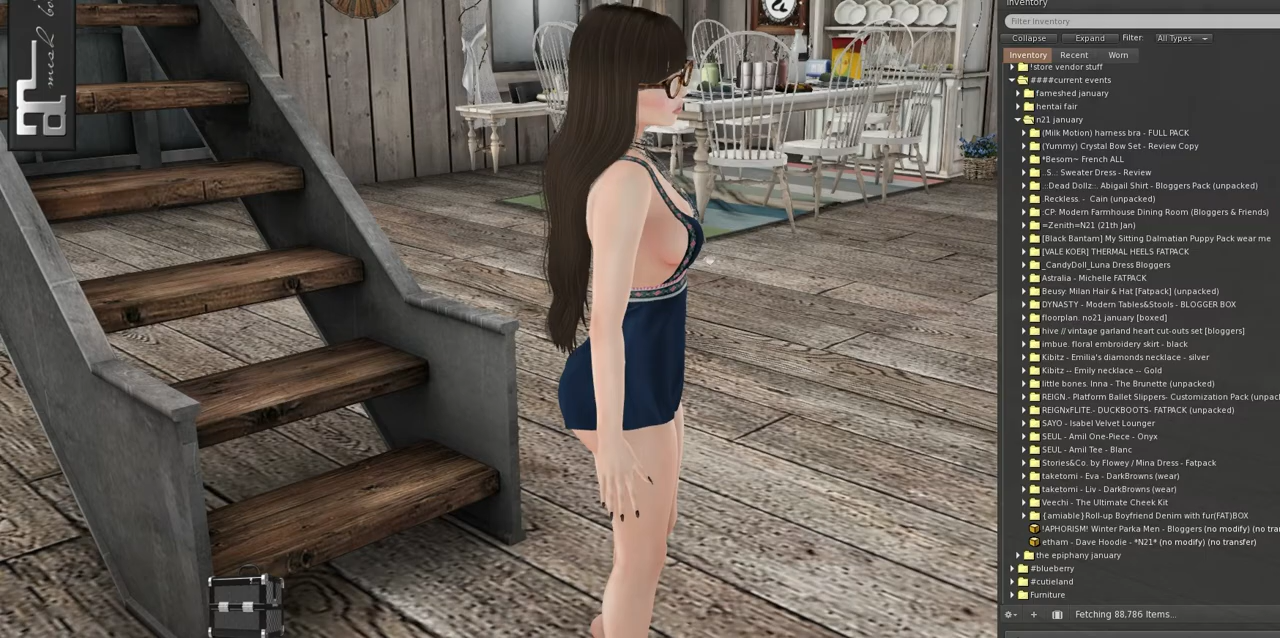 mesh bo
Inventory
Filter Inventory
Collapse
Expand
Filter:
All Types
Inventory
Recent
Worn
!store vendor stuff
####current events
fameshed january
hentai fair
n21 january
(Milk Motion) harness bra - FULL PACK
(Yummy) Crystal Bow Set - Review Copy
*Besom~ French ALL
.S..: Sweater Dress - Review
.::Dead Dollz::. Abigail Shirt - Bloggers Pack (unpacked)
.Reckless. - Cain (unpacked)
:CP: Modern Farmhouse Dining Room (Bloggers & Friends)
=Zenith=N21 (21th Jan)
[Black Bantam] My Sitting Dalmatian Puppy Pack wear me
[VALE KOER] THERMAL HEELS FATPACK
_CandyDoll_Luna Dress Bloggers
Astralia - Michelle FATPACK
Beusy: Milan Hair & Hat [Fatpack] (unpacked)
DYNASTY - Modern Tables&Stools - BLOGGER BOX
floorplan. no21 january [boxed]
hive // vintage garland heart cut-outs set [bloggers]
imbue. floral embroidery skirt - black
Kibitz - Emilia's diamonds necklace - silver
Kibitz -- Emily necklace -- Gold
little bones. Inna - The Brunette (unpacked)
REIGN.- Platform Ballet Slippers- Customization Pack (unpac
REIGNxFLITE.- DUCKBOOTS- FATPACK (unpacked)
SAYO - Isabel Velvet Lounger
SEUL - Amil One-Piece - Onyx
SEUL - Amil Tee - Blanc
Stories&Co. by Flowey / Mina Dress - Fatpack
taketomi - Eva - DarkBrowns (wear)
taketomi - Liv - DarkBrowns (wear)
Veechi - The Ultimate Cheek Kit
{amiable}Roll-up Boyfriend Denim with fur(FAT)BOX
!APHORISM! Winter Parka Men - Bloggers (no modify) (no tra
etham - Dave Hoodie - *N21* (no modify) (no transfer)
the epiphany january
#blueberry
#cutieland
Furniture
Fetching 88,786 Items...